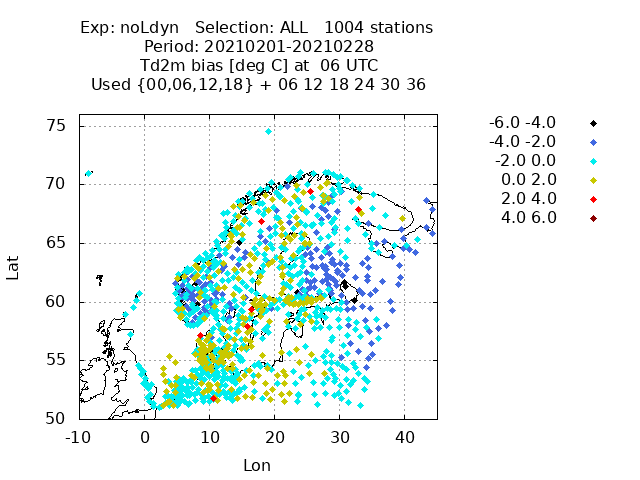 Exp: noLdyn   Selection: ALL   1004 stations
Period: 20210201-20210228
Td2m bias [deg C] at  06 UTC
Used {00,06,12,18} + 06 12 18 24 30 36
-6.0 -4.0
-4.0 -2.0
-2.0 0.0
0.0 2.0
2.0 4.0
4.0 6.0
75
70
65
60
55
50
Lat
-10 0 10 20 30 40
Lon